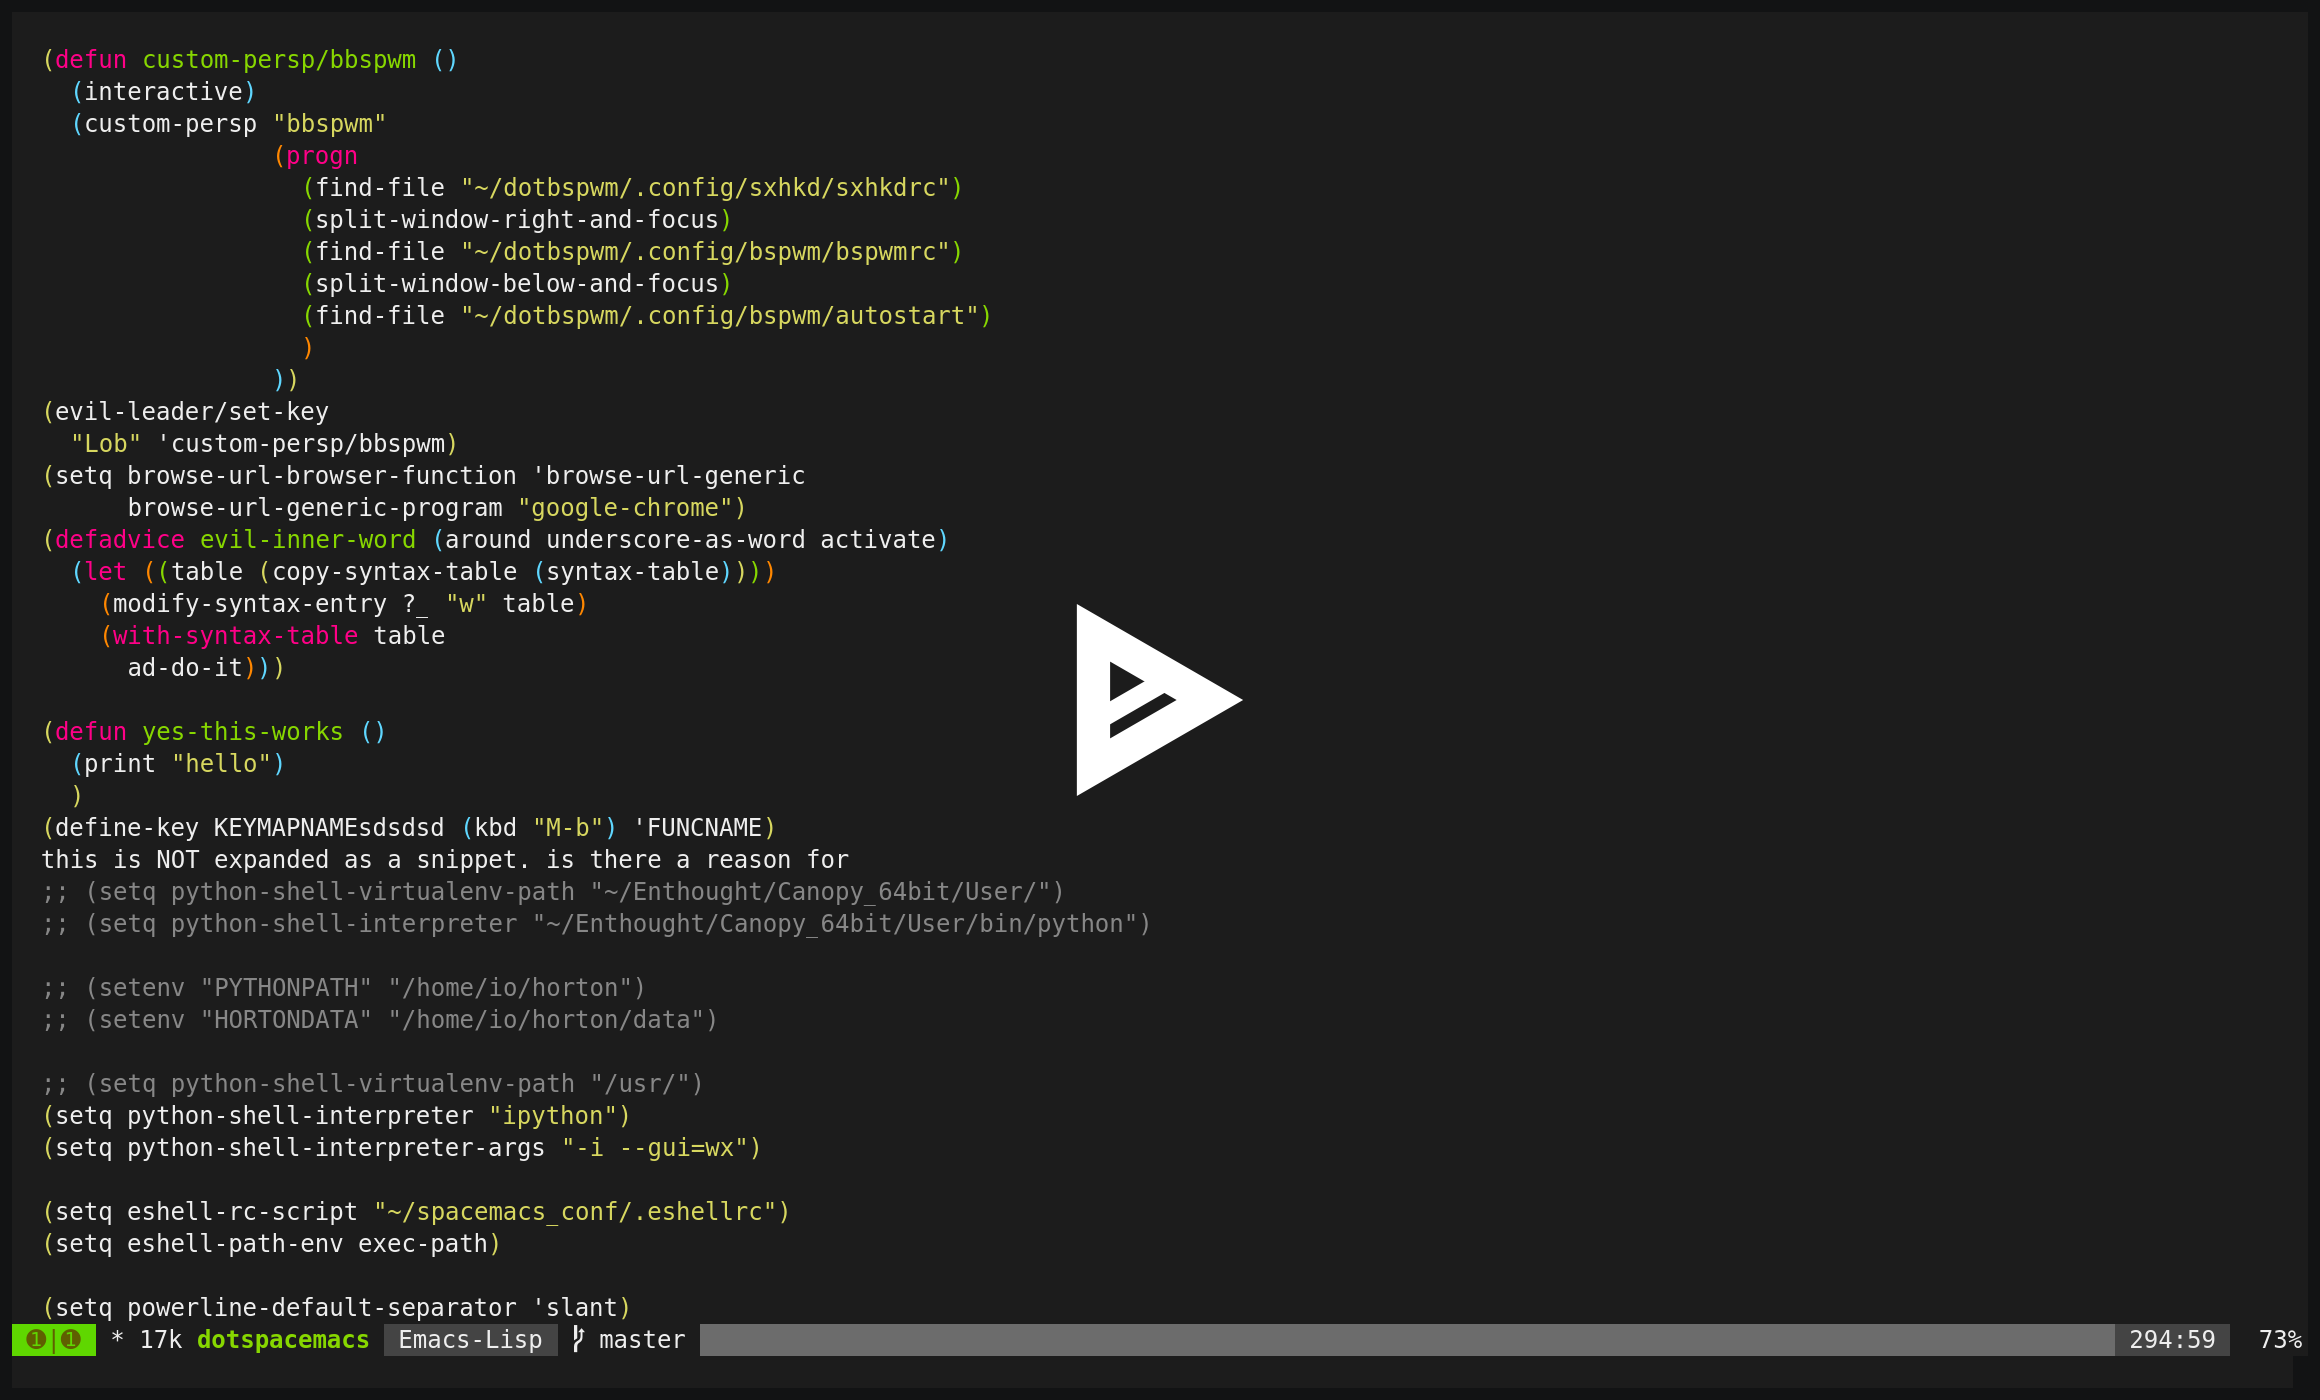 (defun custom-persp/bbspwm ()
  (interactive)
  (custom-persp "bbspwm"
                (progn
                  (find-file "~/dotbspwm/.config/sxhkd/sxhkdrc")
                  (split-window-right-and-focus)
                  (find-file "~/dotbspwm/.config/bspwm/bspwmrc")
                  (split-window-below-and-focus)
                  (find-file "~/dotbspwm/.config/bspwm/autostart")
                  )
                ))
(evil-leader/set-key
  "Lob" 'custom-persp/bbspwm)
(setq browse-url-browser-function 'browse-url-generic
      browse-url-generic-program "google-chrome")
(defadvice evil-inner-word (around underscore-as-word activate)
  (let ((table (copy-syntax-table (syntax-table))))
    (modify-syntax-entry ?_ "w" table)
    (with-syntax-table table
      ad-do-it)))

(defun yes-this-works ()
  (print "hello")
  )
(define-key KEYMAPNAMEsdsdsd (kbd "M-b") 'FUNCNAME)
this is NOT expanded as a snippet. is there a reason for
;; (setq python-shell-virtualenv-path "~/Enthought/Canopy_64bit/User/")
;; (setq python-shell-interpreter "~/Enthought/Canopy_64bit/User/bin/python")

;; (setenv "PYTHONPATH" "/home/io/horton")
;; (setenv "HORTONDATA" "/home/io/horton/data")

;; (setq python-shell-virtualenv-path "/usr/")
(setq python-shell-interpreter "ipython")
(setq python-shell-interpreter-args "-i --gui=wx")

(setq eshell-rc-script "~/spacemacs_conf/.eshellrc")
(setq eshell-path-env exec-path)

(setq powerline-default-separator 'slant)
❶|❶ * 17k dotspacemacs Emacs-Lisp master 294:59 73%